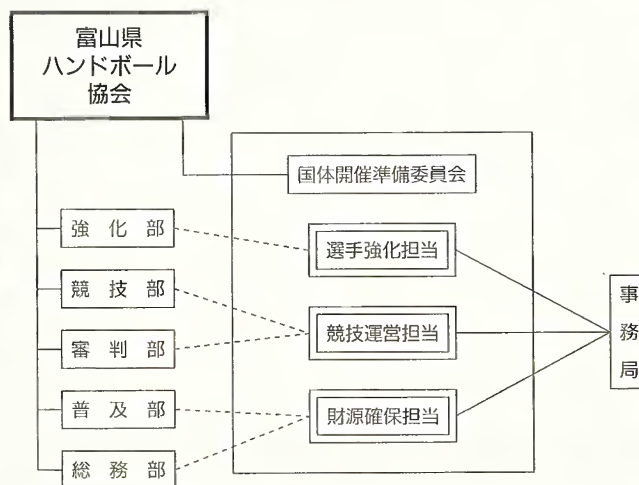 富山県
ハンドボール
協会
国体開催準備委員会
強化部
選手強化担当
競技部
競技運営担当
審判部
普及部
財源確保担当
総務部
事
務
局